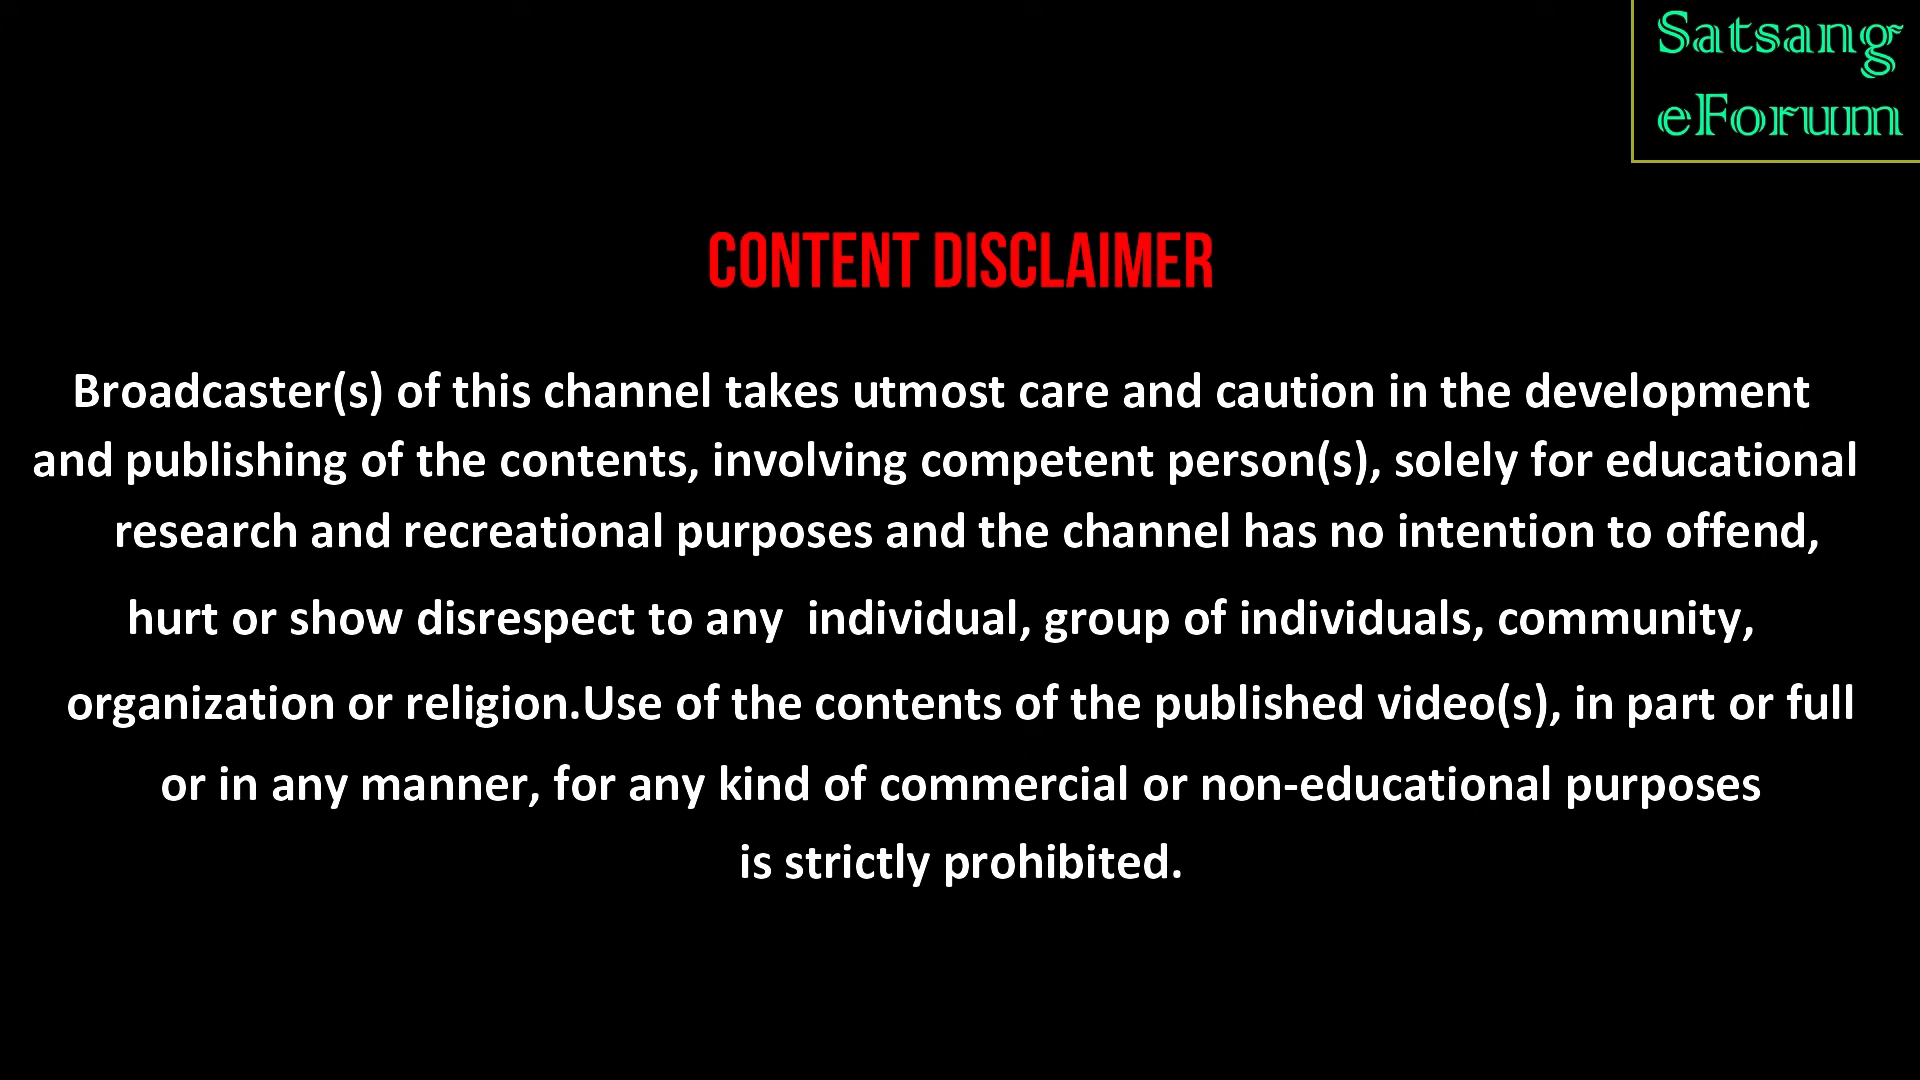 Satsang
eForum
CONTENT DISCLAIMER
Broadcaster(s) of this channel takes utmost care and caution in the development
and publishing of the contents, involving competent person(s), solely for educational
research and recreational purposes and the channel has no intention to offend,
hurt or show disrespect to any  individual, group of individuals, community,
organization or religion.Use of the contents of the published video(s), in part or full
or in any manner, for any kind of commercial or non-educational purposes
is strictly prohibited.